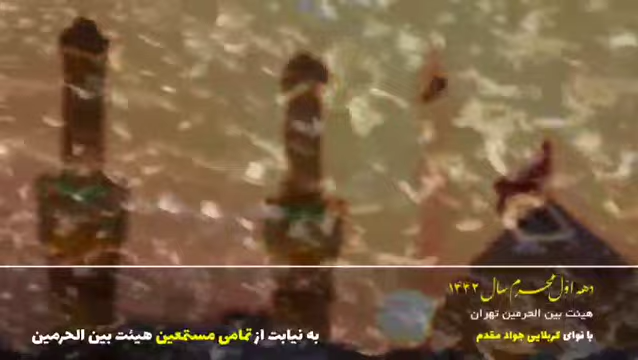 دهه اول محرم سال ۱۴۴۲
هیئت بین الحرمین تهران
با نوای کربلایی جواد مقدم
به نیابت از تمامی مستمعین هیئت بین الحرمین